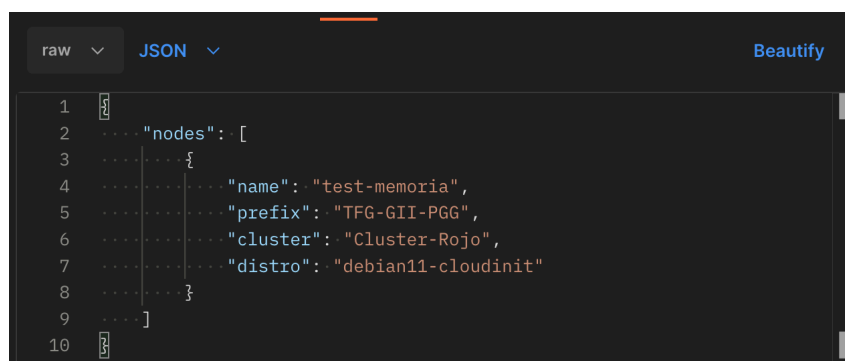 raw JSON Beautify
1 {
2 "nodes": [
3 {
4 "name": "test-memoria",
5 "prefix": "TFG-GII-PGG",
6 "cluster": "Cluster-Rojo",
7 "distro": "debian11-cloudinit"
8 }
9 ]
10 }